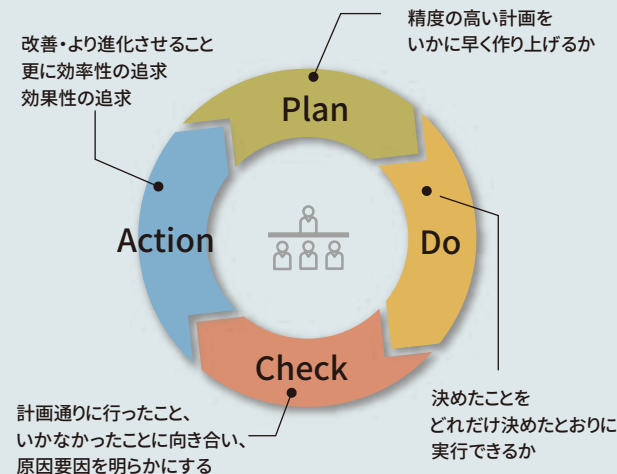 精度の高い計画を
いかに早く作り上げるか
改善・より進化させること
更に効率性の追求
効果性の追求
Plan
Action
Do
Check
決めたことを
どれだけ決めたとおりに
実行できるか
計画通りに行ったこと、
いかなかったことに向き合い、
原因要因を明らかにする